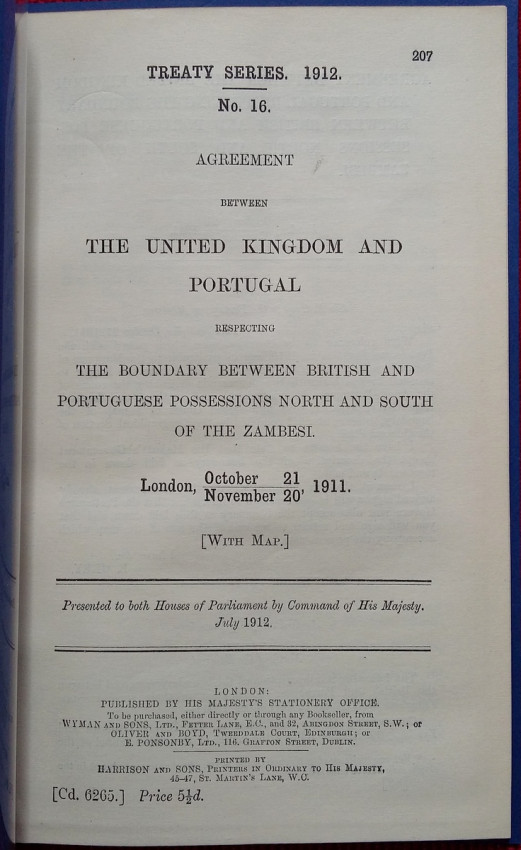 207
TREATY SERIES. 1912.
No. 16.
AGREEMENT
BETWEEN
THE UNITED KINGDOM AND
PORTUGAL
RESPECTING
THE BOUNDARY BETWEEN BRITISH AND
PORTUGUESE POSSESSIONS NORTH AND SOUTH
OF THE ZAMBESI.
London, October 21
November 20, 1911.
[WITH MAP.]
Presented to both Houses of Parliament by Command of His Majesty.
July 1912.
LONDON:
PUBLISHED BY HIS MAJESTY'S STATIONERY OFFICE.
To be purchased, either directly or through any Bookseller, from
WYMAN AND SONS, LTD., FETTER LANE, E.C., and 32, ABINGDON STREET, S.W.; or
OLIVER AND BOYD, TWEEDDALE COURT, EDINBURGH; or
E. PONSONBY, LTD., 116, GRAFTON STREET, DUBLIN.
PRINTED BY
HARRISON AND SONS, PRINTERS IN ORDINARY TO HIS MAJESTY,
45-47, ST. MARTIN'S LANE, W.C.
[Cd. 6265.] Price 5½d.